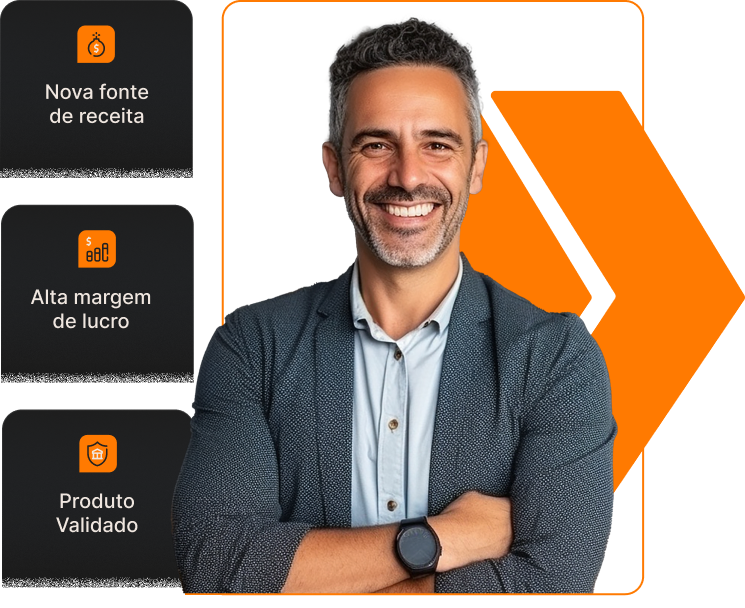 Nova fonte
de receita
Alta margem
de lucro
Produto
Validado